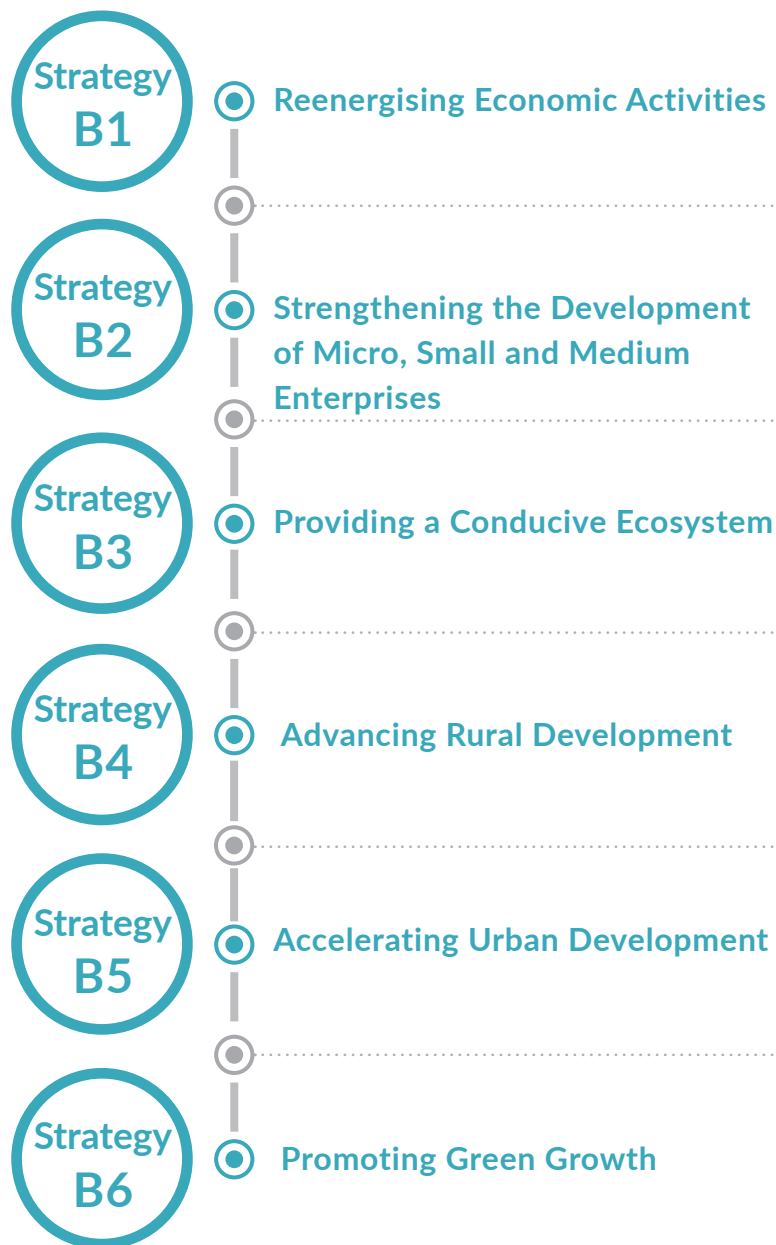 Strategy
B1
Reenergising Economic Activities
Strategy
B2
Strengthening the Development
of Micro, Small and Medium
Enterprises
Strategy
B3
Providing a Conducive Ecosystem
Strategy
B4
Advancing Rural Development
Strategy
B5
Accelerating Urban Development
Strategy
B6
Promoting Green Growth